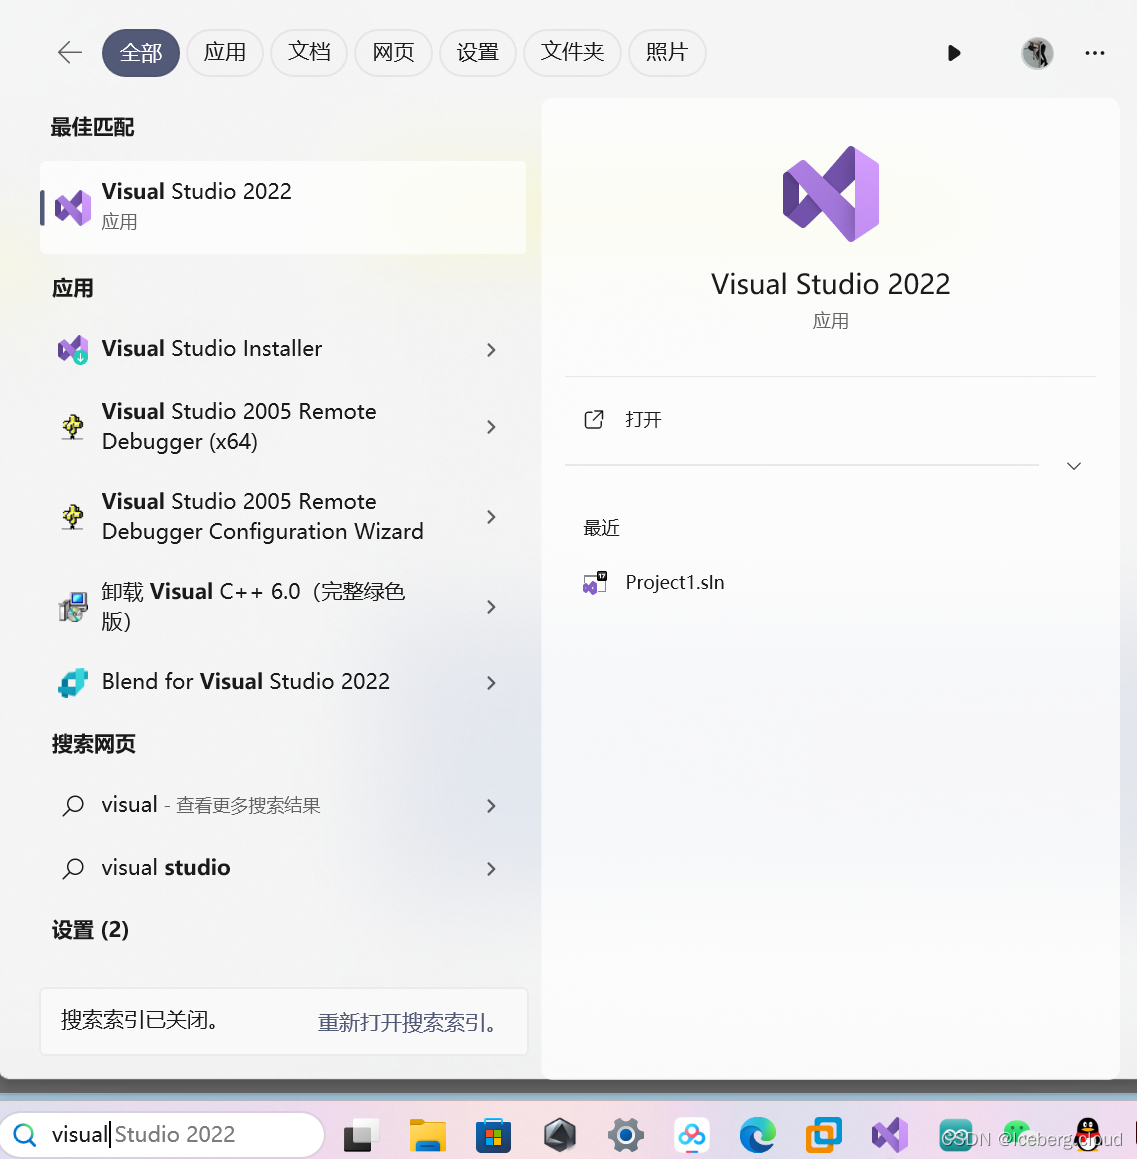 全部 应用 文档 网页 设置 文件夹 照片
最佳匹配
Visual Studio 2022
应用
应用
Visual Studio Installer
Visual Studio 2005 Remote
Debugger (x64)
Visual Studio 2005 Remote
Debugger Configuration Wizard
卸载 Visual C++ 6.0（完整绿色
版）
Blend for Visual Studio 2022
搜索网页
visual - 查看更多搜索结果
visual studio
设置 (2)
搜索索引已关闭。 重新打开搜索索引。
Visual Studio 2022
应用
打开
最近
17
Project1.sln
visual Studio 2022
CSDN @Iceberg.cloud